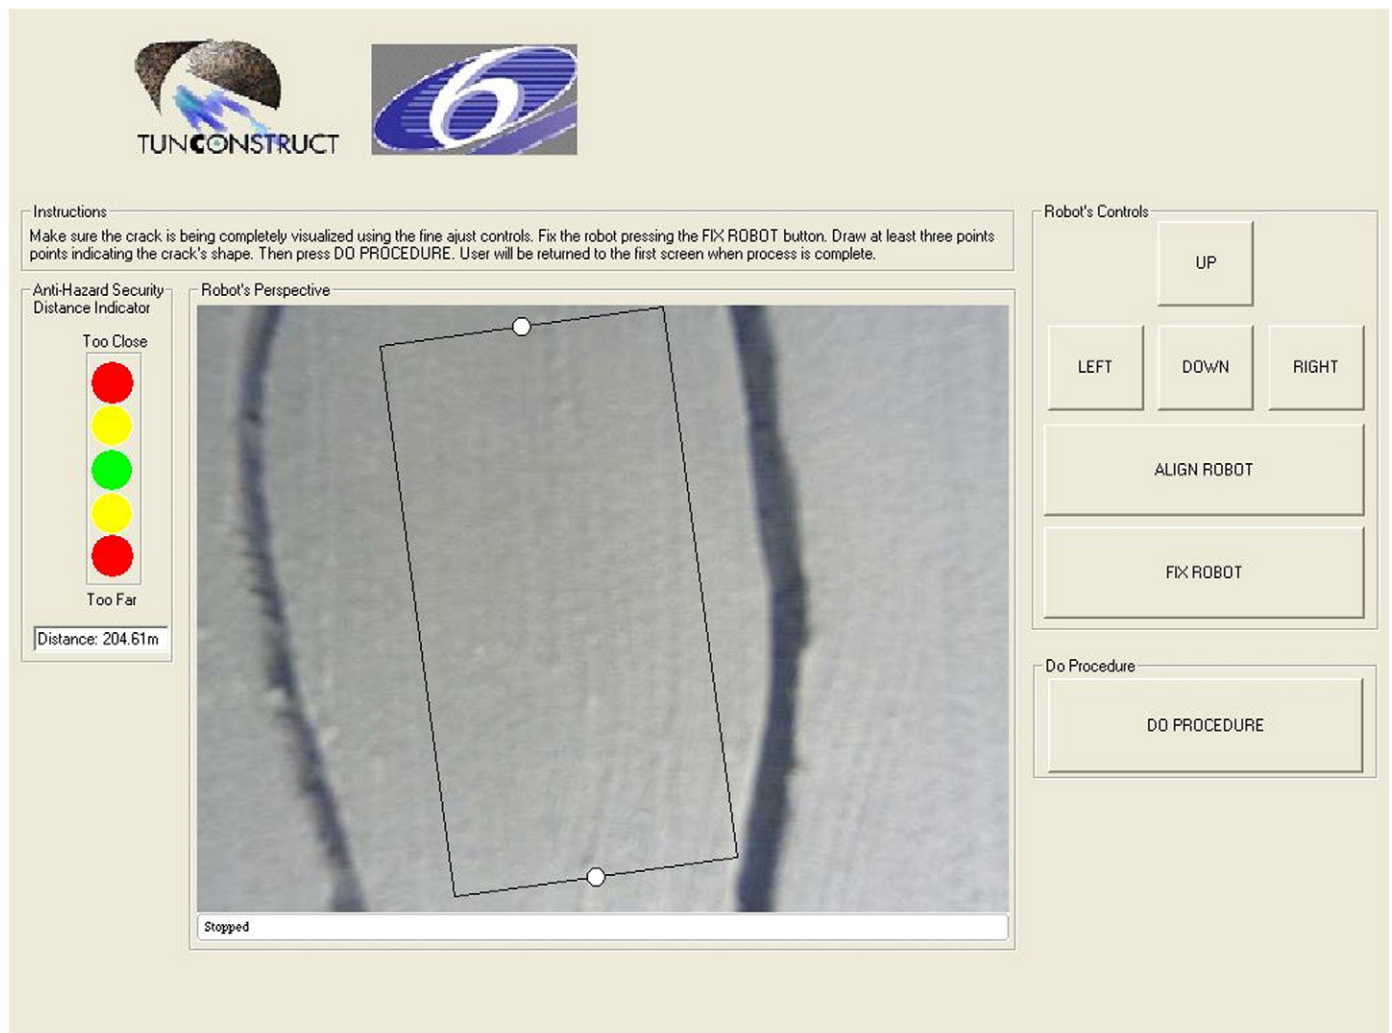 TUNCONSTRUCT
6
Instructions
Make sure the crack is being completely visualized using the fine ajust controls. Fix the robot pressing the FIX ROBOT button. Draw at least three points
points indicating the crack's shape. Then press DO PROCEDURE. User will be returned to the first screen when process is complete.
Anti-Hazard Security
Distance Indicator
Too Close
Too Far
Distance: 204.61m
Robot's Perspective
Stopped
Robot's Controls
UP
LEFT
DOWN
RIGHT
ALIGN ROBOT
FIX ROBOT
Do Procedure
DO PROCEDURE